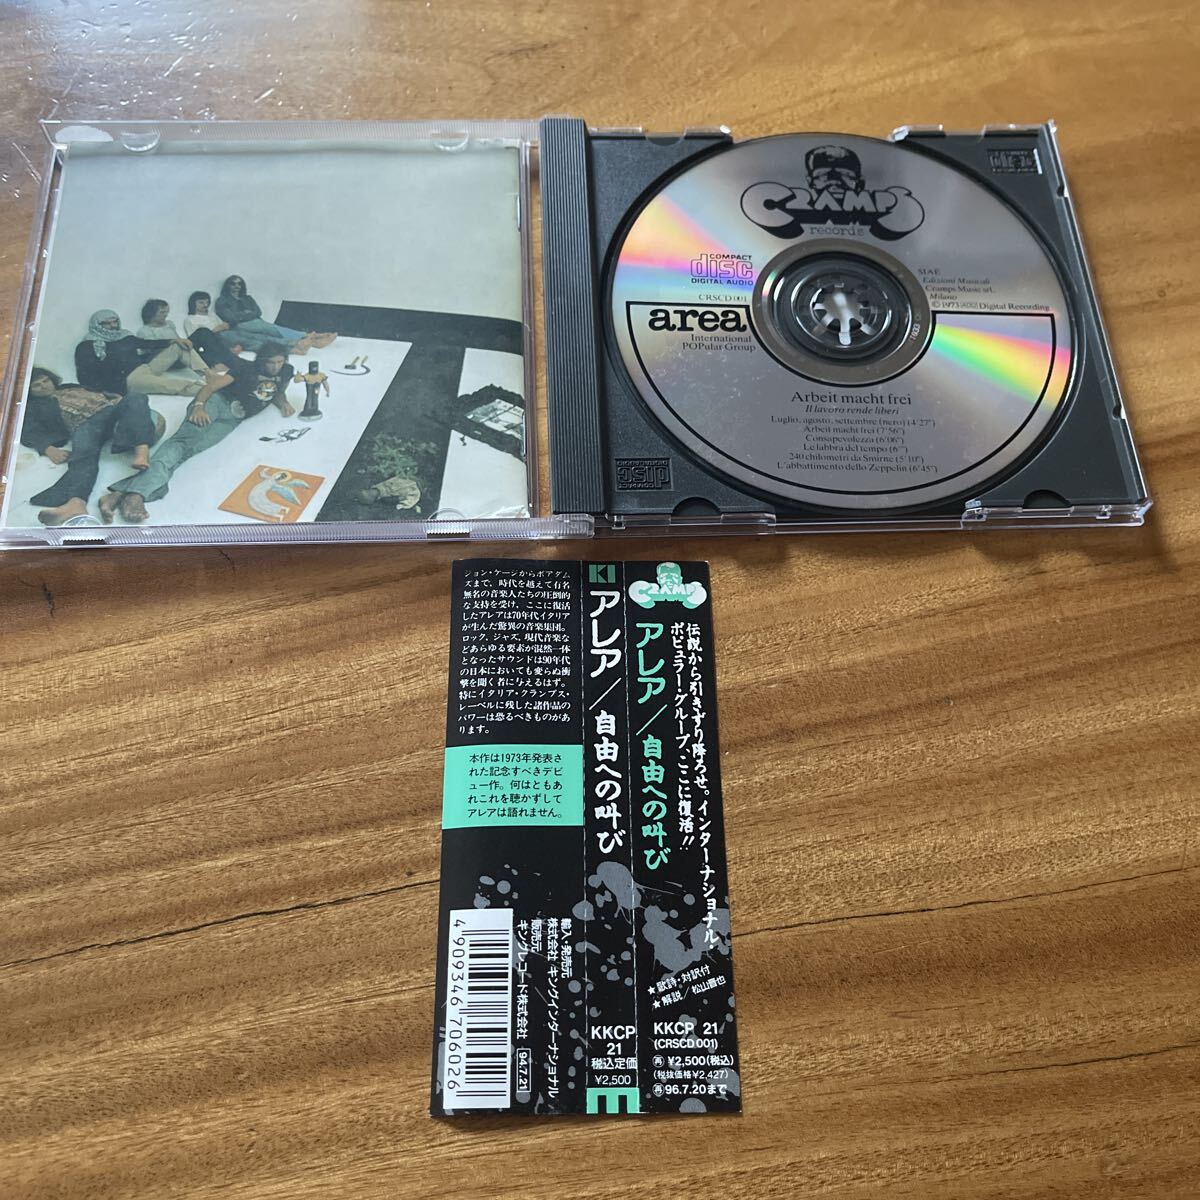 CRAMPS
records
COMPACT
disc
DIGITAL AUDIO
CRSCD 001
SIAE
Edizioni Musicali
Cramps Music srl.
Milano
© 1973 Digital Recording
area
International
POPular Group
Arbeit macht frei
Il lavoro rende liberi
Luglio, agosto, settembre (nero) (4'27")
Arbeit macht frei (7'56")
Consapevolezza (6'06")
Le labbra del tempo (6'")
240 chilometri da Smirne (5'10")
L'abbattimento dello Zeppelin (6'45")
COMPACT
disc
ジョン・ケージからボアダム
ズまで、時代を越えて有名
無名の音楽人たちの圧倒的
な支持を受け、ここに復活
したアレアは70年代イタリア
が生んだ驚異の音楽集団。
ロック、ジャズ、現代音楽な
どあらゆる要素が混然一体
となったサウンドは90年代
の日本においても変らぬ衝
撃を聞く者に与えるはず。
特にイタリア・クランプス・
レーベルに残した諸作品の
パワーは恐るべきものがあ
ります。
本作は1973年発表さ
れた記念すべきデビ
ュー作。何はともあ
れこれを聴かずして
アレアは語れません。
4909346706026
輸入・発売元
株式会社 キングインターナショナル
販売元
キングレコード株式会社
94.7.21
アレア/自由への叫び
KKCP
21
税込定価
¥2,500
CRAMPS
アレア/自由への叫び
伝説から引きずり降ろせ。インターナショナル・
ポピュラー・グループ、ここに復活!!
★歌詩・対訳付
★解説/松山晋也
KKCP 21
(CRSCD 001)
再 ¥2,500(税込)
(税抜価格¥2,427)
再 96.7.20まで